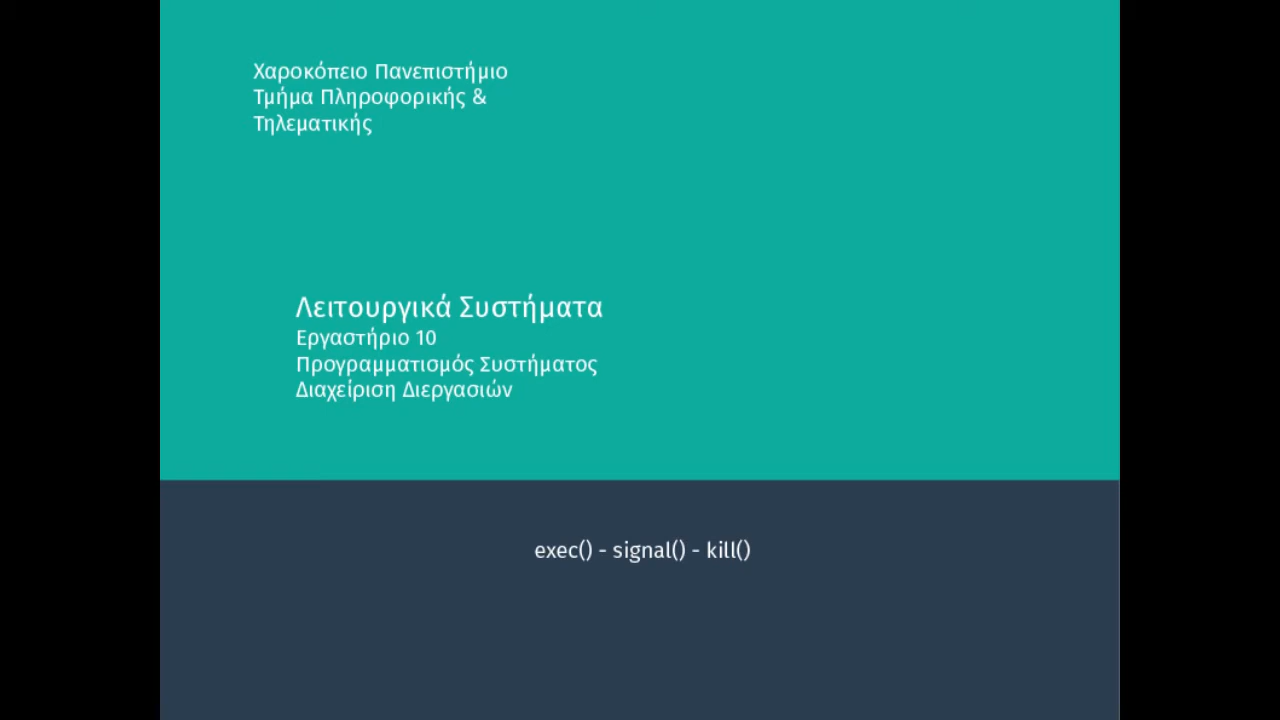 Χαροκόπειο Πανεπιστήμιο
Τμήμα Πληροφορικής &
Τηλεματικής
Λειτουργικά Συστήματα
Εργαστήριο 10
Προγραμματισμός Συστήματος
Διαχείριση Διεργασιών
exec() - signal() - kill()